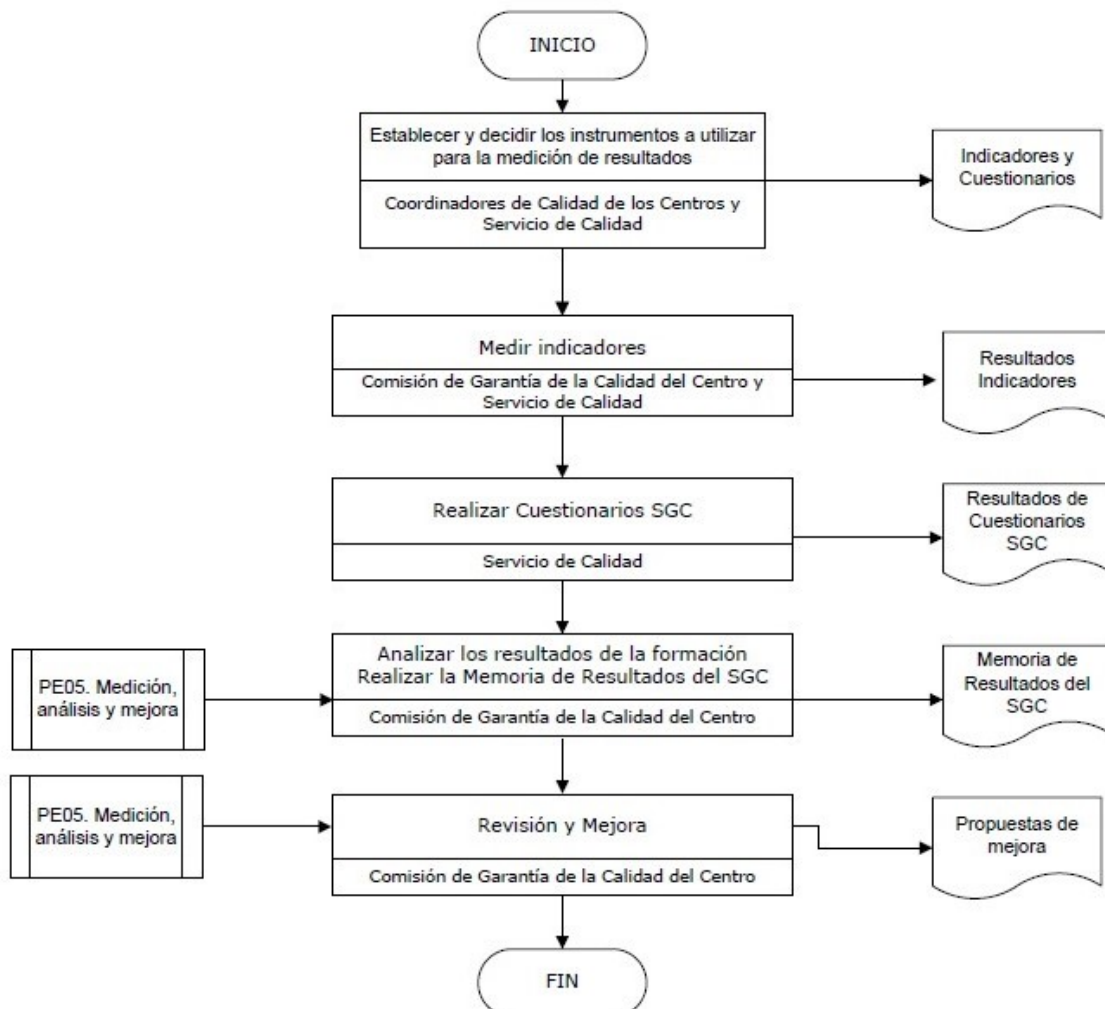 INICIO
Establecer y decidir los instrumentos a utilizar
para la medición de resultados
Coordinadores de Calidad de los Centros y
Servicio de Calidad
Indicadores y
Cuestionarios
Medir indicadores
Comisión de Garantía de la Calidad del Centro y
Servicio de Calidad
Resultados
Indicadores
Realizar Cuestionarios SGC
Servicio de Calidad
Resultados de
Cuestionarios
SGC
PE05. Medición,
análisis y mejora
Analizar los resultados de la formación
Realizar la Memoria de Resultados del SGC
Comisión de Garantía de la Calidad del Centro
Memoria de
Resultados del
SGC
PE05. Medición,
análisis y mejora
Revisión y Mejora
Comisión de Garantía de la Calidad del Centro
Propuestas de
mejora
FIN